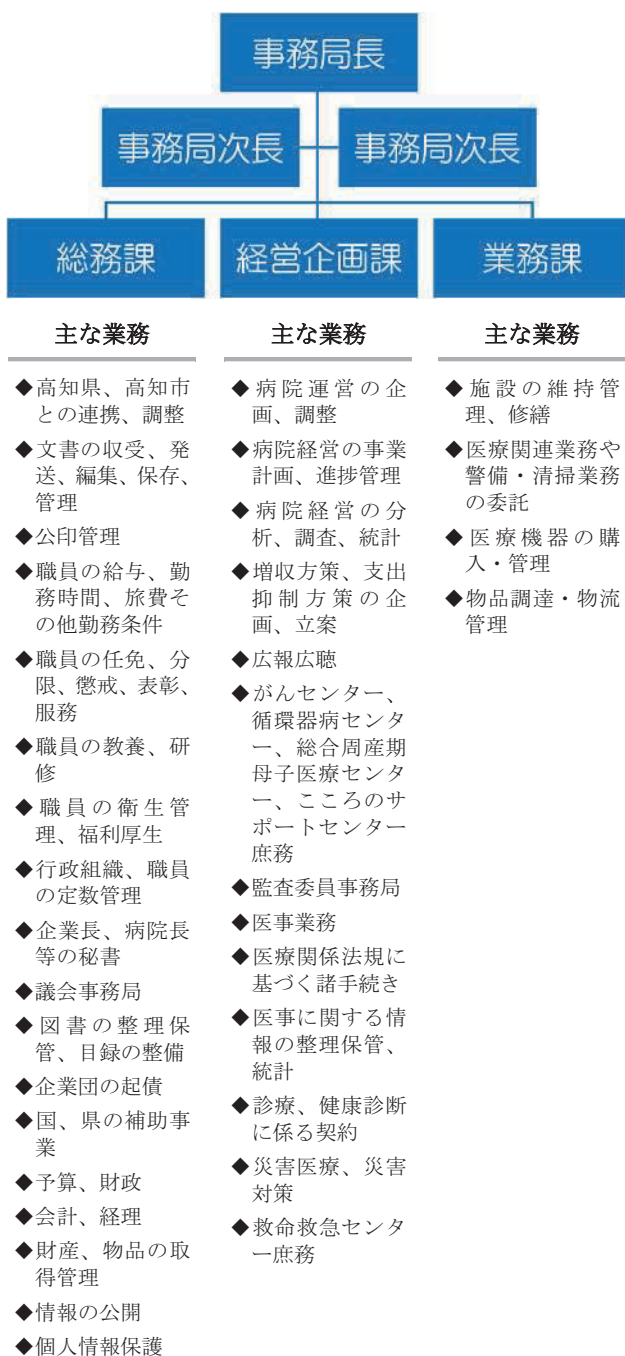 事務局長
事務局次長
事務局次長
総務課
経営企画課
業務課
主な業務
◆高知県、高知市
との連携、調整
◆文書の収受、発
送、編集、保存、
管理
◆公印管理
◆職員の給与、勤
務時間、旅費そ
の他勤務条件
◆職員の任免、分
限、懲戒、表彰、
服務
◆職員の教養、研
修
◆職員の衛生管
理、福利厚生
◆行政組織、職員
の定数管理
◆企業長、病院長
等の秘書
◆議会事務局
◆図書の整理保
管、目録の整備
◆企業団の起債
◆国、県の補助事
業
◆予算、財政
◆会計、経理
◆財産、物品の取
得管理
◆情報の公開
◆個人情報保護
主な業務
◆病院運営の企
画、調整
◆病院経営の事業
計画、進捗管理
◆病院経営の分
析、調査、統計
◆増収方策、支出
抑制方策の企
画、立案
◆広報広聴
◆がんセンター、
循環器病センタ
ー、総合周産期
母子医療センタ
ー、こころのサ
ポートセンター
庶務
◆監査委員事務局
◆医事業務
◆医療関係法規に
基づく諸手続き
◆医事に関する情
報の整理保管、
統計
◆診療、健康診断
に係る契約
◆災害医療、災害
対策
◆救命救急センタ
ー庶務
主な業務
◆施設の維持管
理、修繕
◆医療関連業務や
警備・清掃業務
の委託
◆医療機器の購
入・管理
◆物品調達・物流
管理